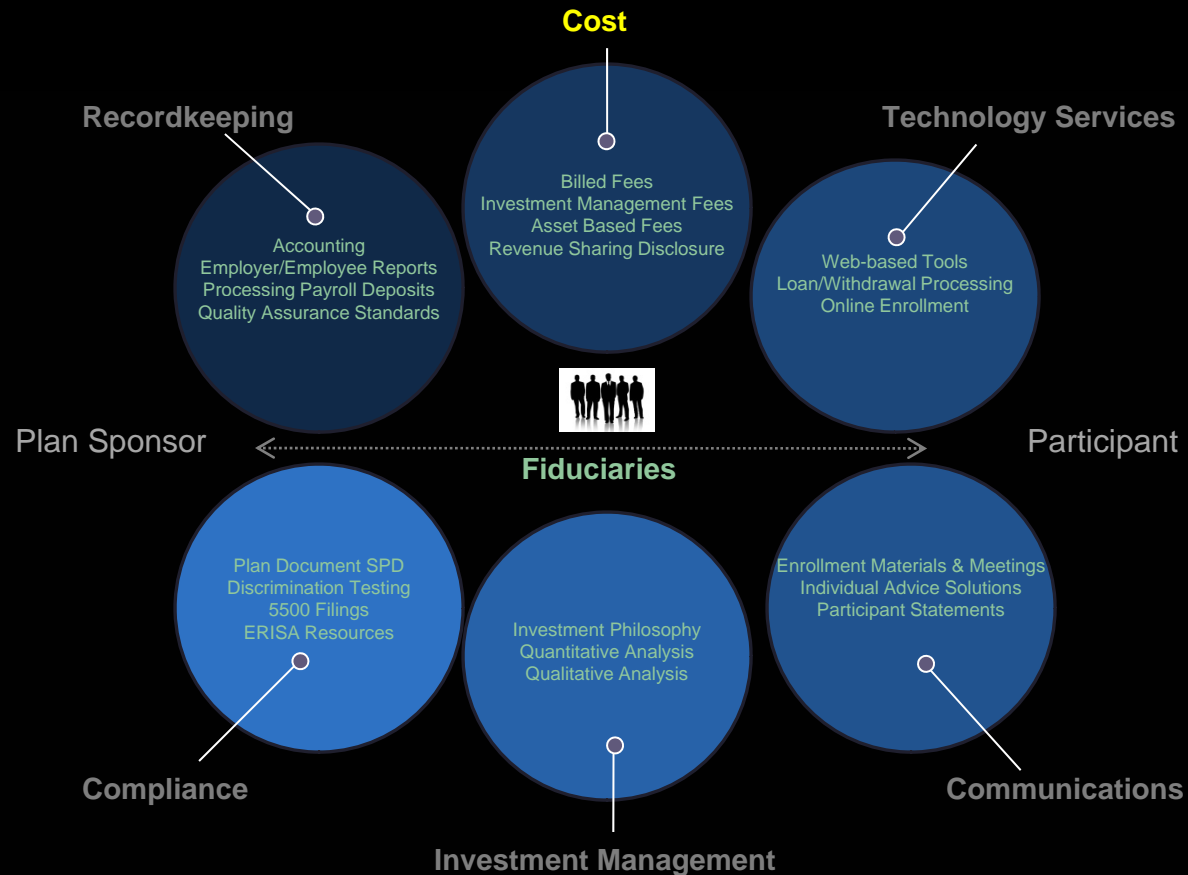 Cost
Recordkeeping
Technology Services
Billed Fees
Investment Management Fees
Asset Based Fees
Revenue Sharing Disclosure
Accounting
Employer/Employee Reports
Processing Payroll Deposits
Quality Assurance Standards
Web-based Tools
Loan/Withdrawal Processing
Online Enrollment
Plan Sponsor
Participant
Fiduciaries
Plan Document SPD
Discrimination Testing
5500 Filings
ERISA Resources
Investment Philosophy
Quantitative Analysis
Qualitative Analysis
Enrollment Materials & Meetings
Individual Advice Solutions
Participant Statements
Compliance
Communications
Investment Management